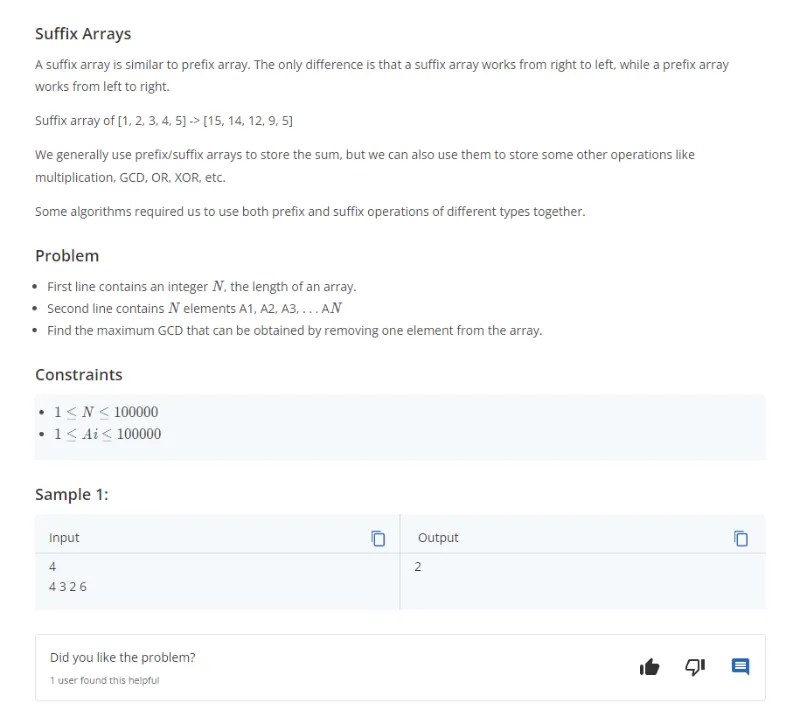 Suffix Arrays
A suffix array is similar to prefix array. The only difference is that a suffix array works from right to left, while a prefix array
works from left to right.
Suffix array of [1, 2, 3, 4, 5] -> [15, 14, 12, 9, 5]
We generally use prefix/suffix arrays to store the sum, but we can also use them to store some other operations like
multiplication, GCD, OR, XOR, etc.
Some algorithms required us to use both prefix and suffix operations of different types together.
Problem
• First line contains an integer N, the length of an array.
• Second line contains N elements A1, A2, A3, . . . AN
• Find the maximum GCD that can be obtained by removing one element from the array.
Constraints
• 1 ≤ N ≤ 100000
• 1 ≤ Ai ≤ 100000
Sample 1:
Input Output
4 2
4 3 2 6
Did you like the problem?
1 user found this helpful